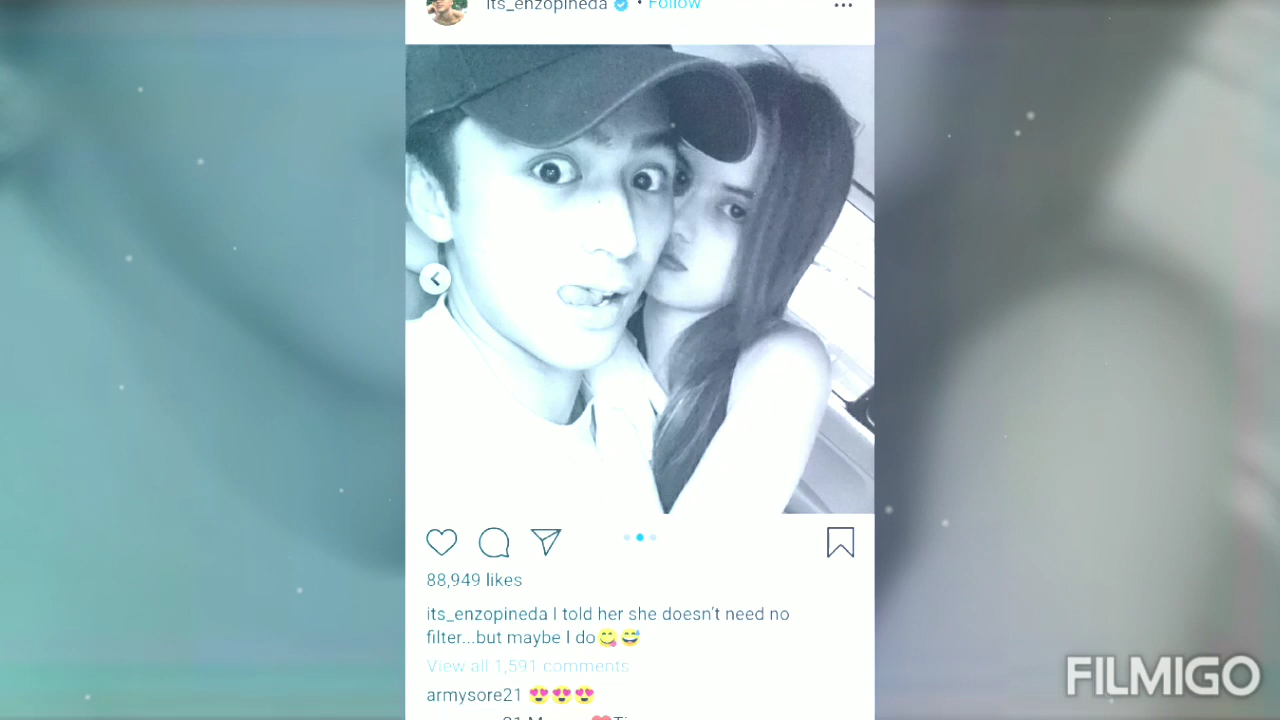 its_enzopineda • Follow
88,949 likes
its_enzopineda I told her she doesn't need no
filter...but maybe I do😋😅
View all 1,591 comments
armysore21 😍😍😍
FILMIGO